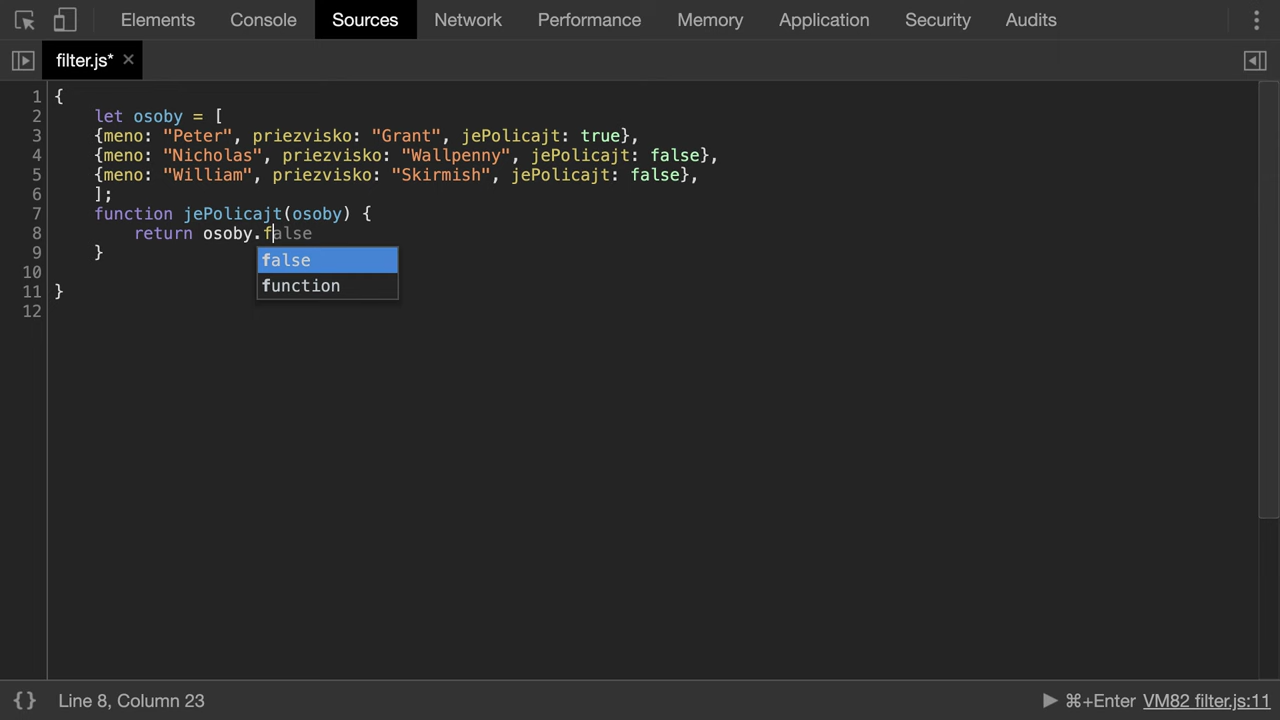 Elements Console Sources Network Performance Memory Application Security Audits
filter.js* ×
1 {
2 let osoby = [
3 {meno: "Peter", priezvisko: "Grant", jePolicajt: true},
4 {meno: "Nicholas", priezvisko: "Wallpenny", jePolicajt: false},
5 {meno: "William", priezvisko: "Skirmish", jePolicajt: false},
6 ];
7 function jePolicajt(osoby) {
8 return osoby.false
9 }
false
10
function
11 }
12
{} Line 8, Column 23 ⌘+Enter VM82 filter.js:11